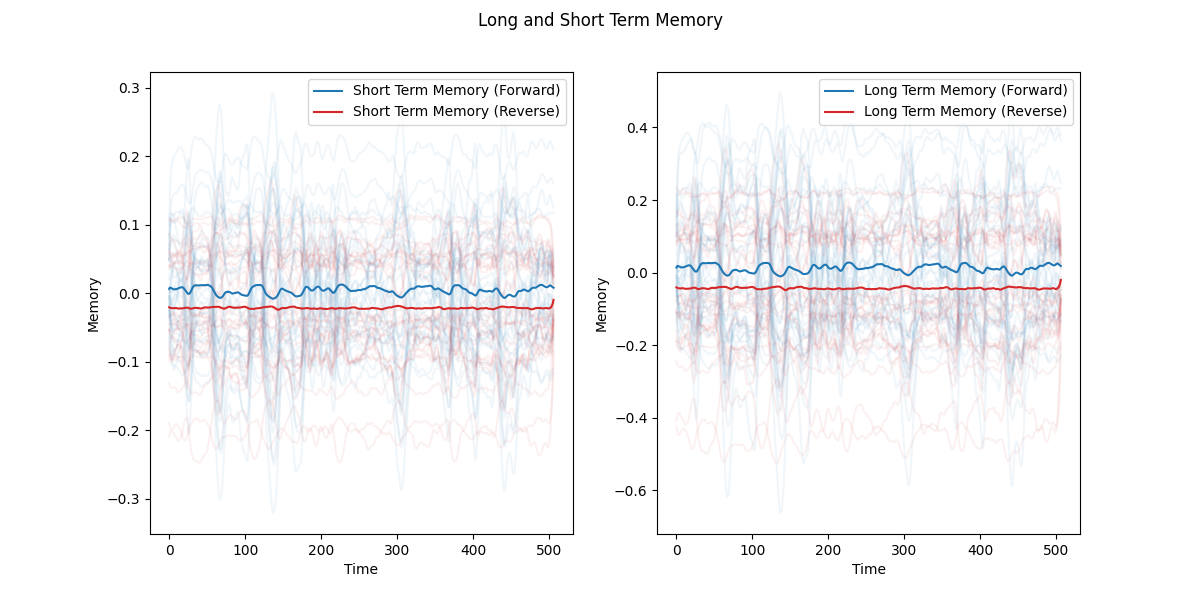 Long and Short Term Memory
Short Term Memory (Forward)
Short Term Memory (Reverse)
0.3
0.2
0.1
0.0
−0.1
−0.2
−0.3
Memory
0
100
200
300
400
500
Time
Long Term Memory (Forward)
Long Term Memory (Reverse)
0.4
0.2
0.0
−0.2
−0.4
−0.6
Memory
0
100
200
300
400
500
Time